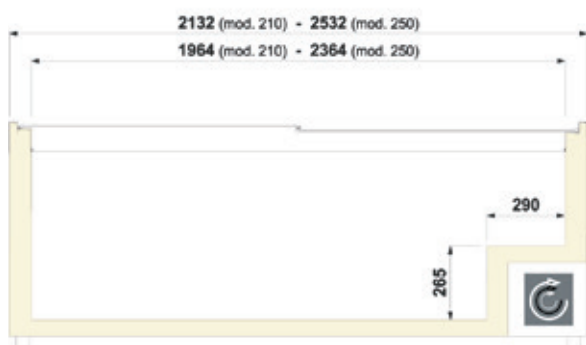 2132 (mod. 210) - 2532 (mod. 250)
1964 (mod. 210) - 2364 (mod. 250)
290
265